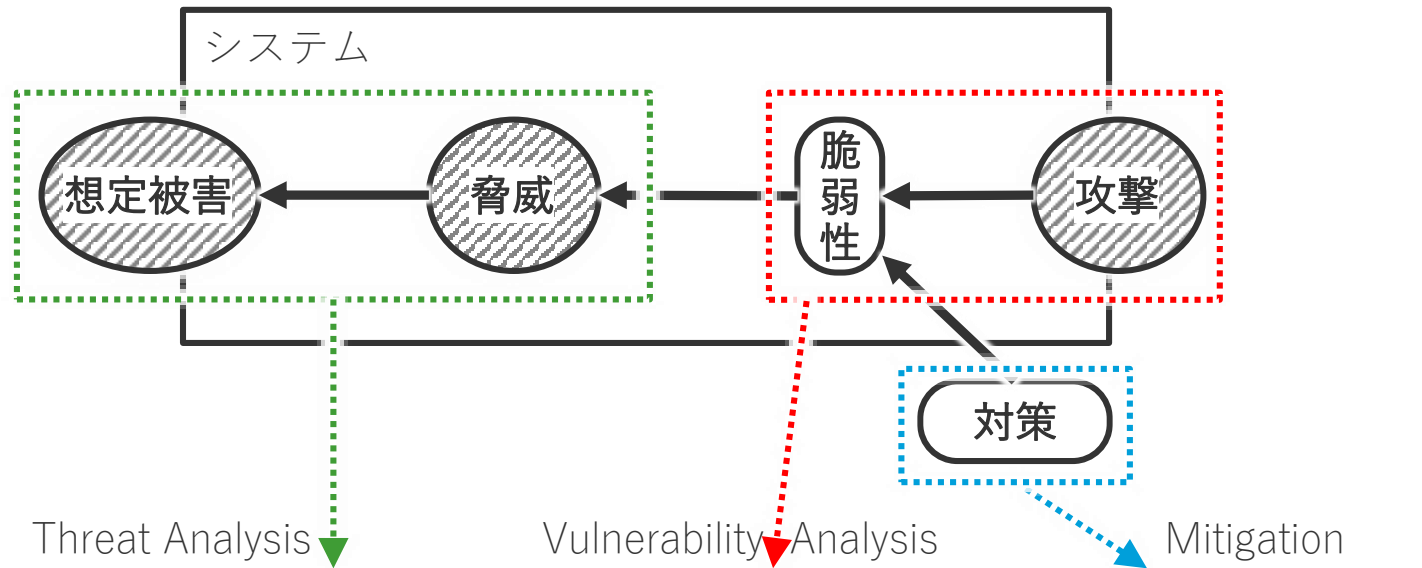 システム
想定被害
脅威
脆弱性
攻撃
対策
Threat Analysis
Vulnerability Analysis
Mitigation